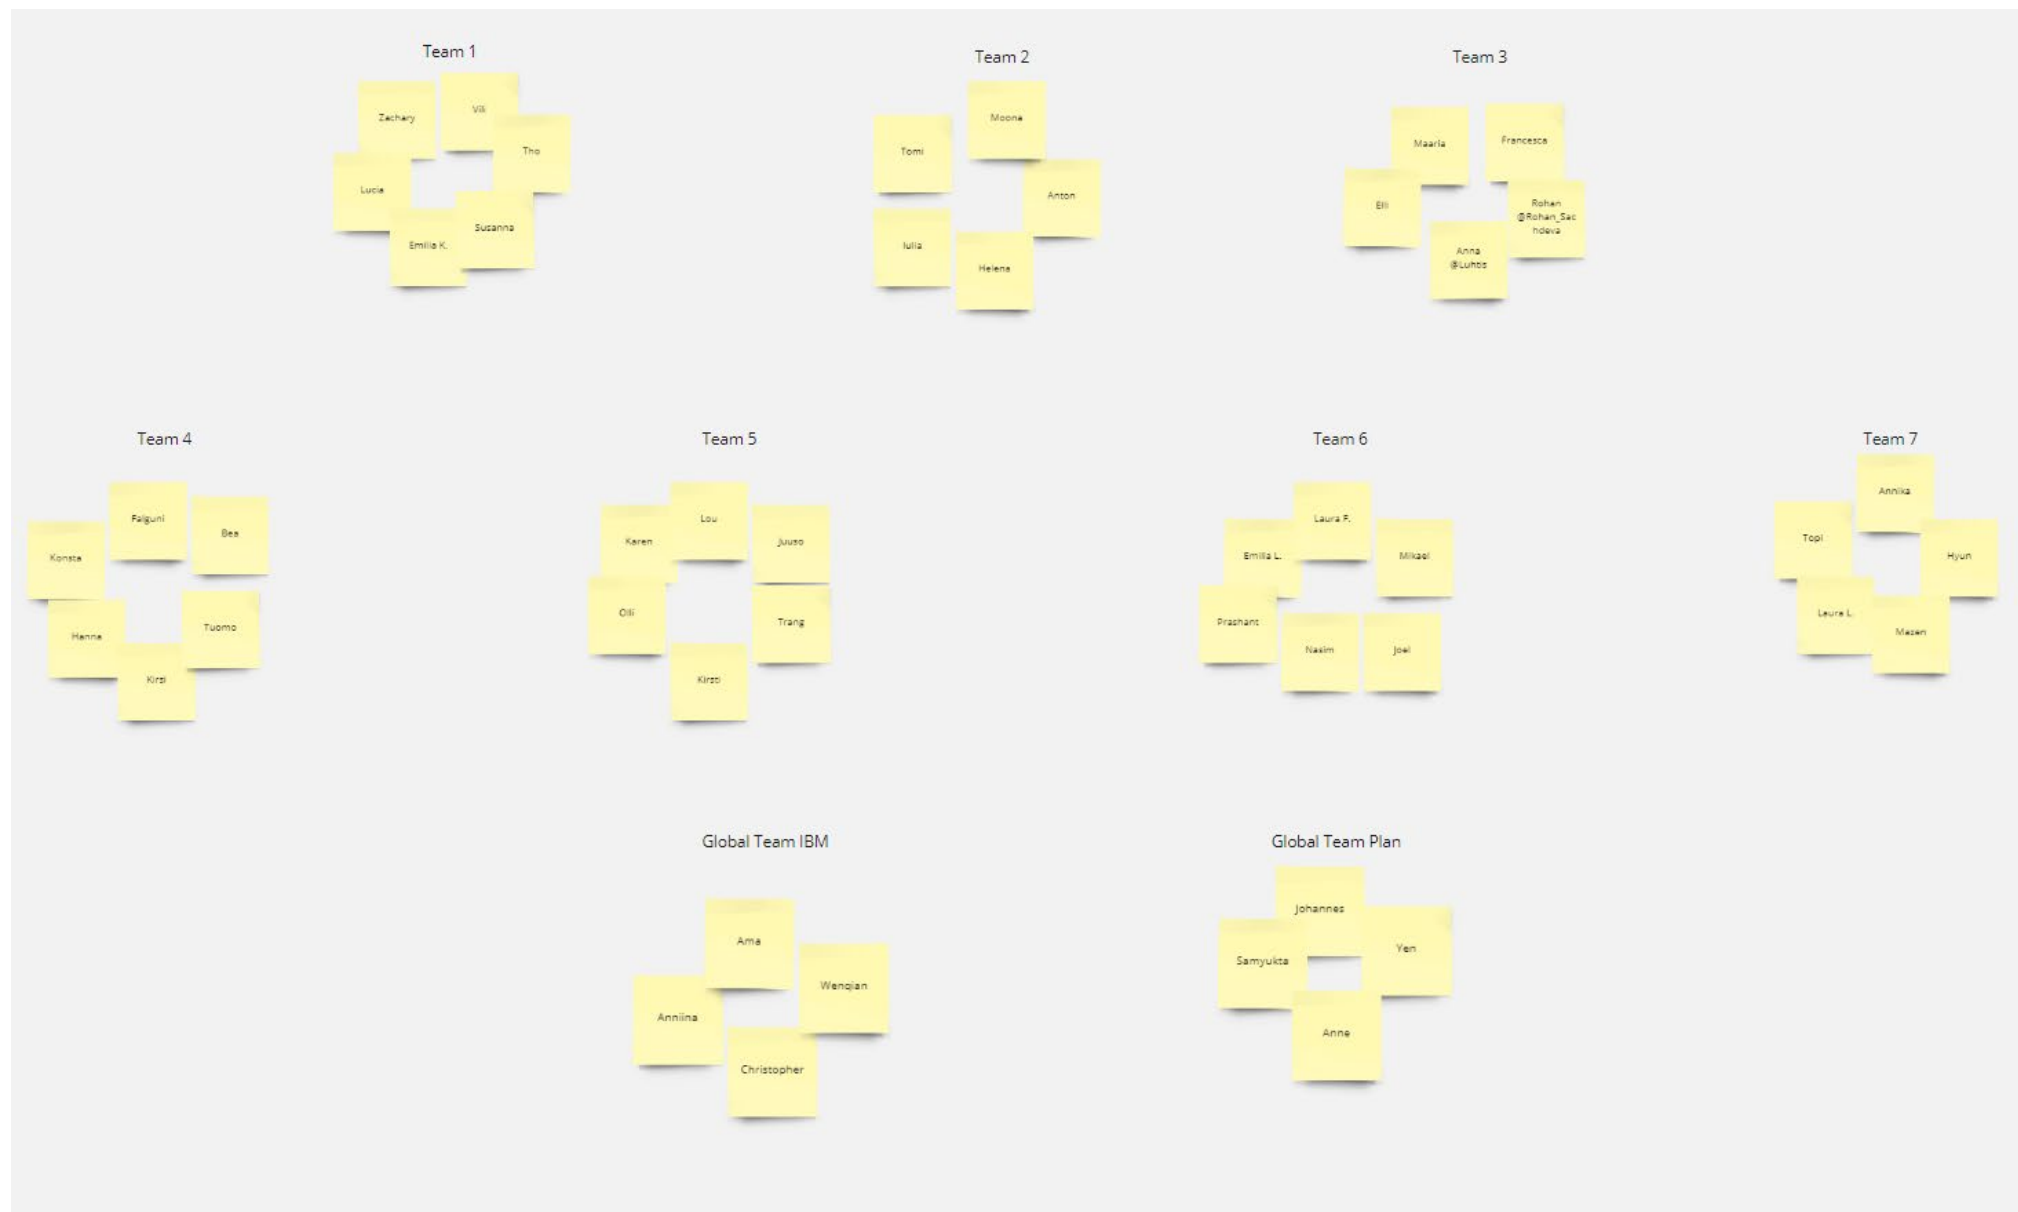 Team 1
Zachary
Vili
Tho
Lucia
Susanna
Emilia K.
Team 2
Moona
Tomi
Anton
Iulia
Helena
Team 3
Maaria
Francesca
Elli
Rohan
@Rohan_Sac
hdeva
Anna
@Luhtis
Team 4
Falguni
Bea
Konsta
Tuomo
Hanna
Kirsi
Team 5
Lou
Karen
Juuso
Olli
Trang
Kirsti
Team 6
Laura F.
Emilia L.
Mikael
Prashant
Nasim
Joel
Team 7
Annika
Topi
Hyun
Laura L.
Mazen
Global Team IBM
Ama
Wenqian
Anniina
Christopher
Global Team Plan
Johannes
Yen
Samyukta
Anne